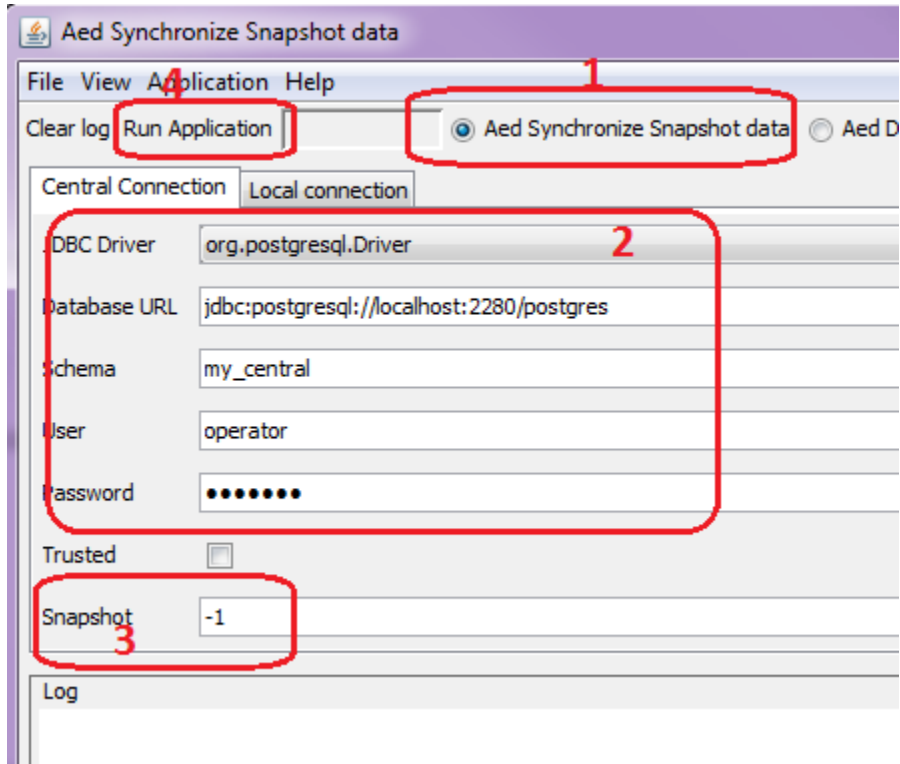 Aed Synchronize Snapshot data
File View Application Help
4
1
Clear log Run Application Aed Synchronize Snapshot data Aed D
Central Connection Local connection
JDBC Driver org.postgresql.Driver
2
Database URL jdbc:postgresql://localhost:2280/postgres
Schema my_central
User operator
Password •••••••
Trusted
Snapshot -1
3
Log